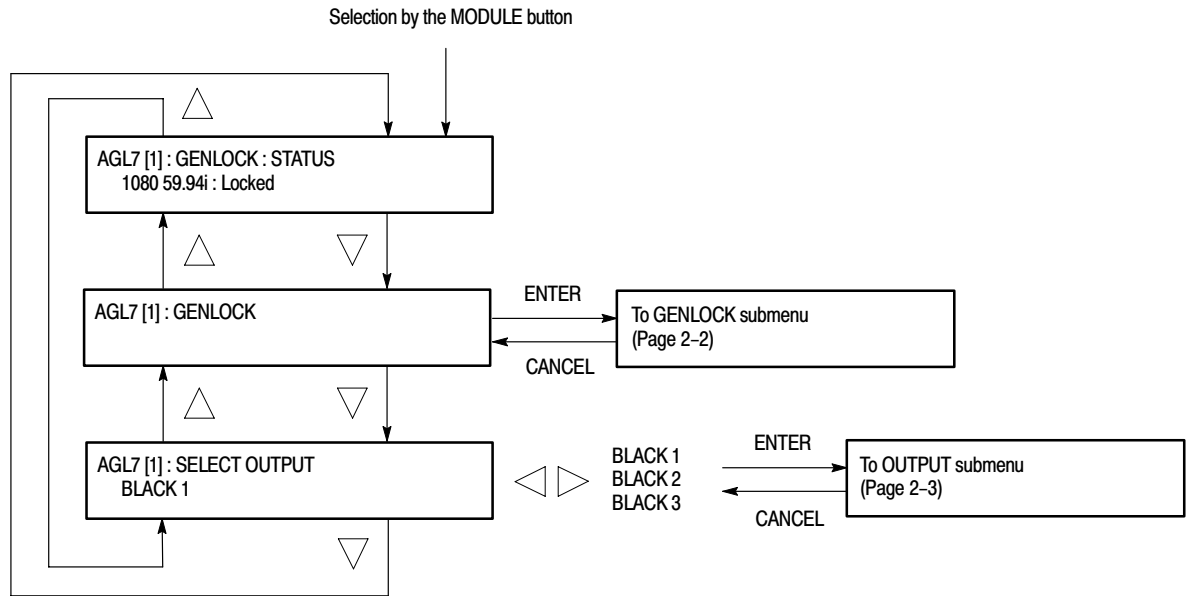 Selection by the MODULE button
AGL7 [1] : GENLOCK : STATUS
1080 59.94i : Locked
AGL7 [1] : GENLOCK
ENTER
CANCEL
To GENLOCK submenu
(Page 2–2)
AGL7 [1] : SELECT OUTPUT
BLACK 1
BLACK 1
BLACK 2
BLACK 3
ENTER
CANCEL
To OUTPUT submenu
(Page 2–3)